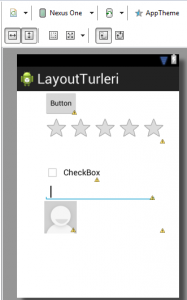 Nexus One
AppTheme
LayoutTurleri
Button
CheckBox